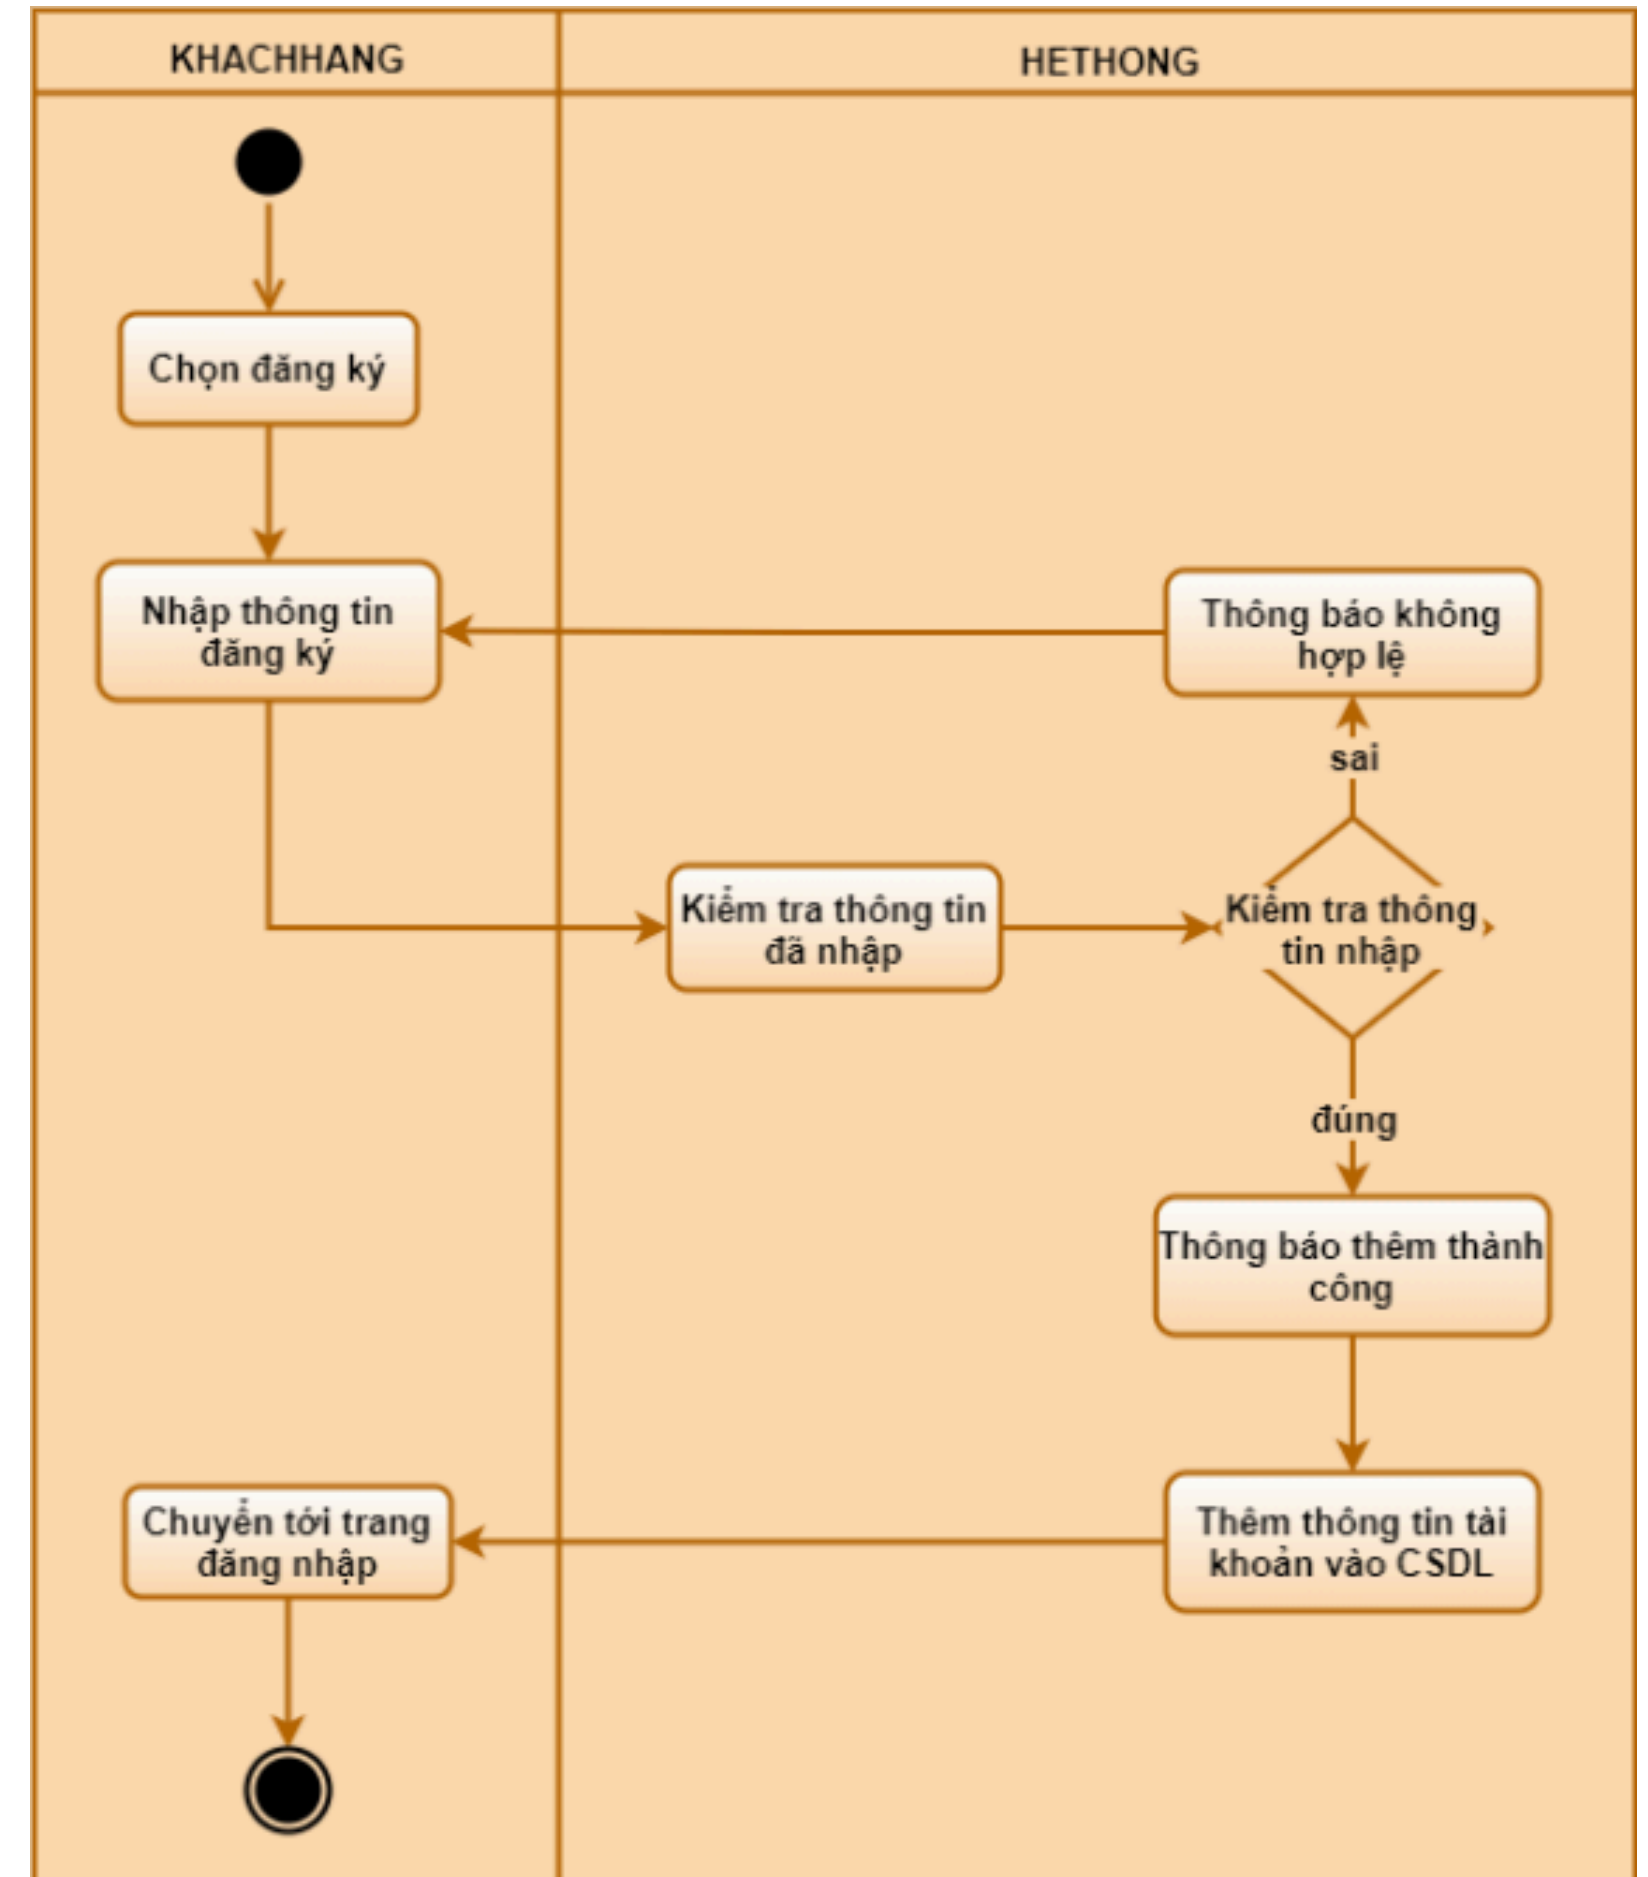 KHACHHANG
HETHONG
Chọn đăng ký
Nhập thông tin
đăng ký
Thông báo không
hợp lệ
sai
Kiểm tra thông tin
đã nhập
Kiểm tra thông
tin nhập
đúng
Thông báo thêm thành
công
Chuyển tới trang
đăng nhập
Thêm thông tin tài
khoản vào CSDL